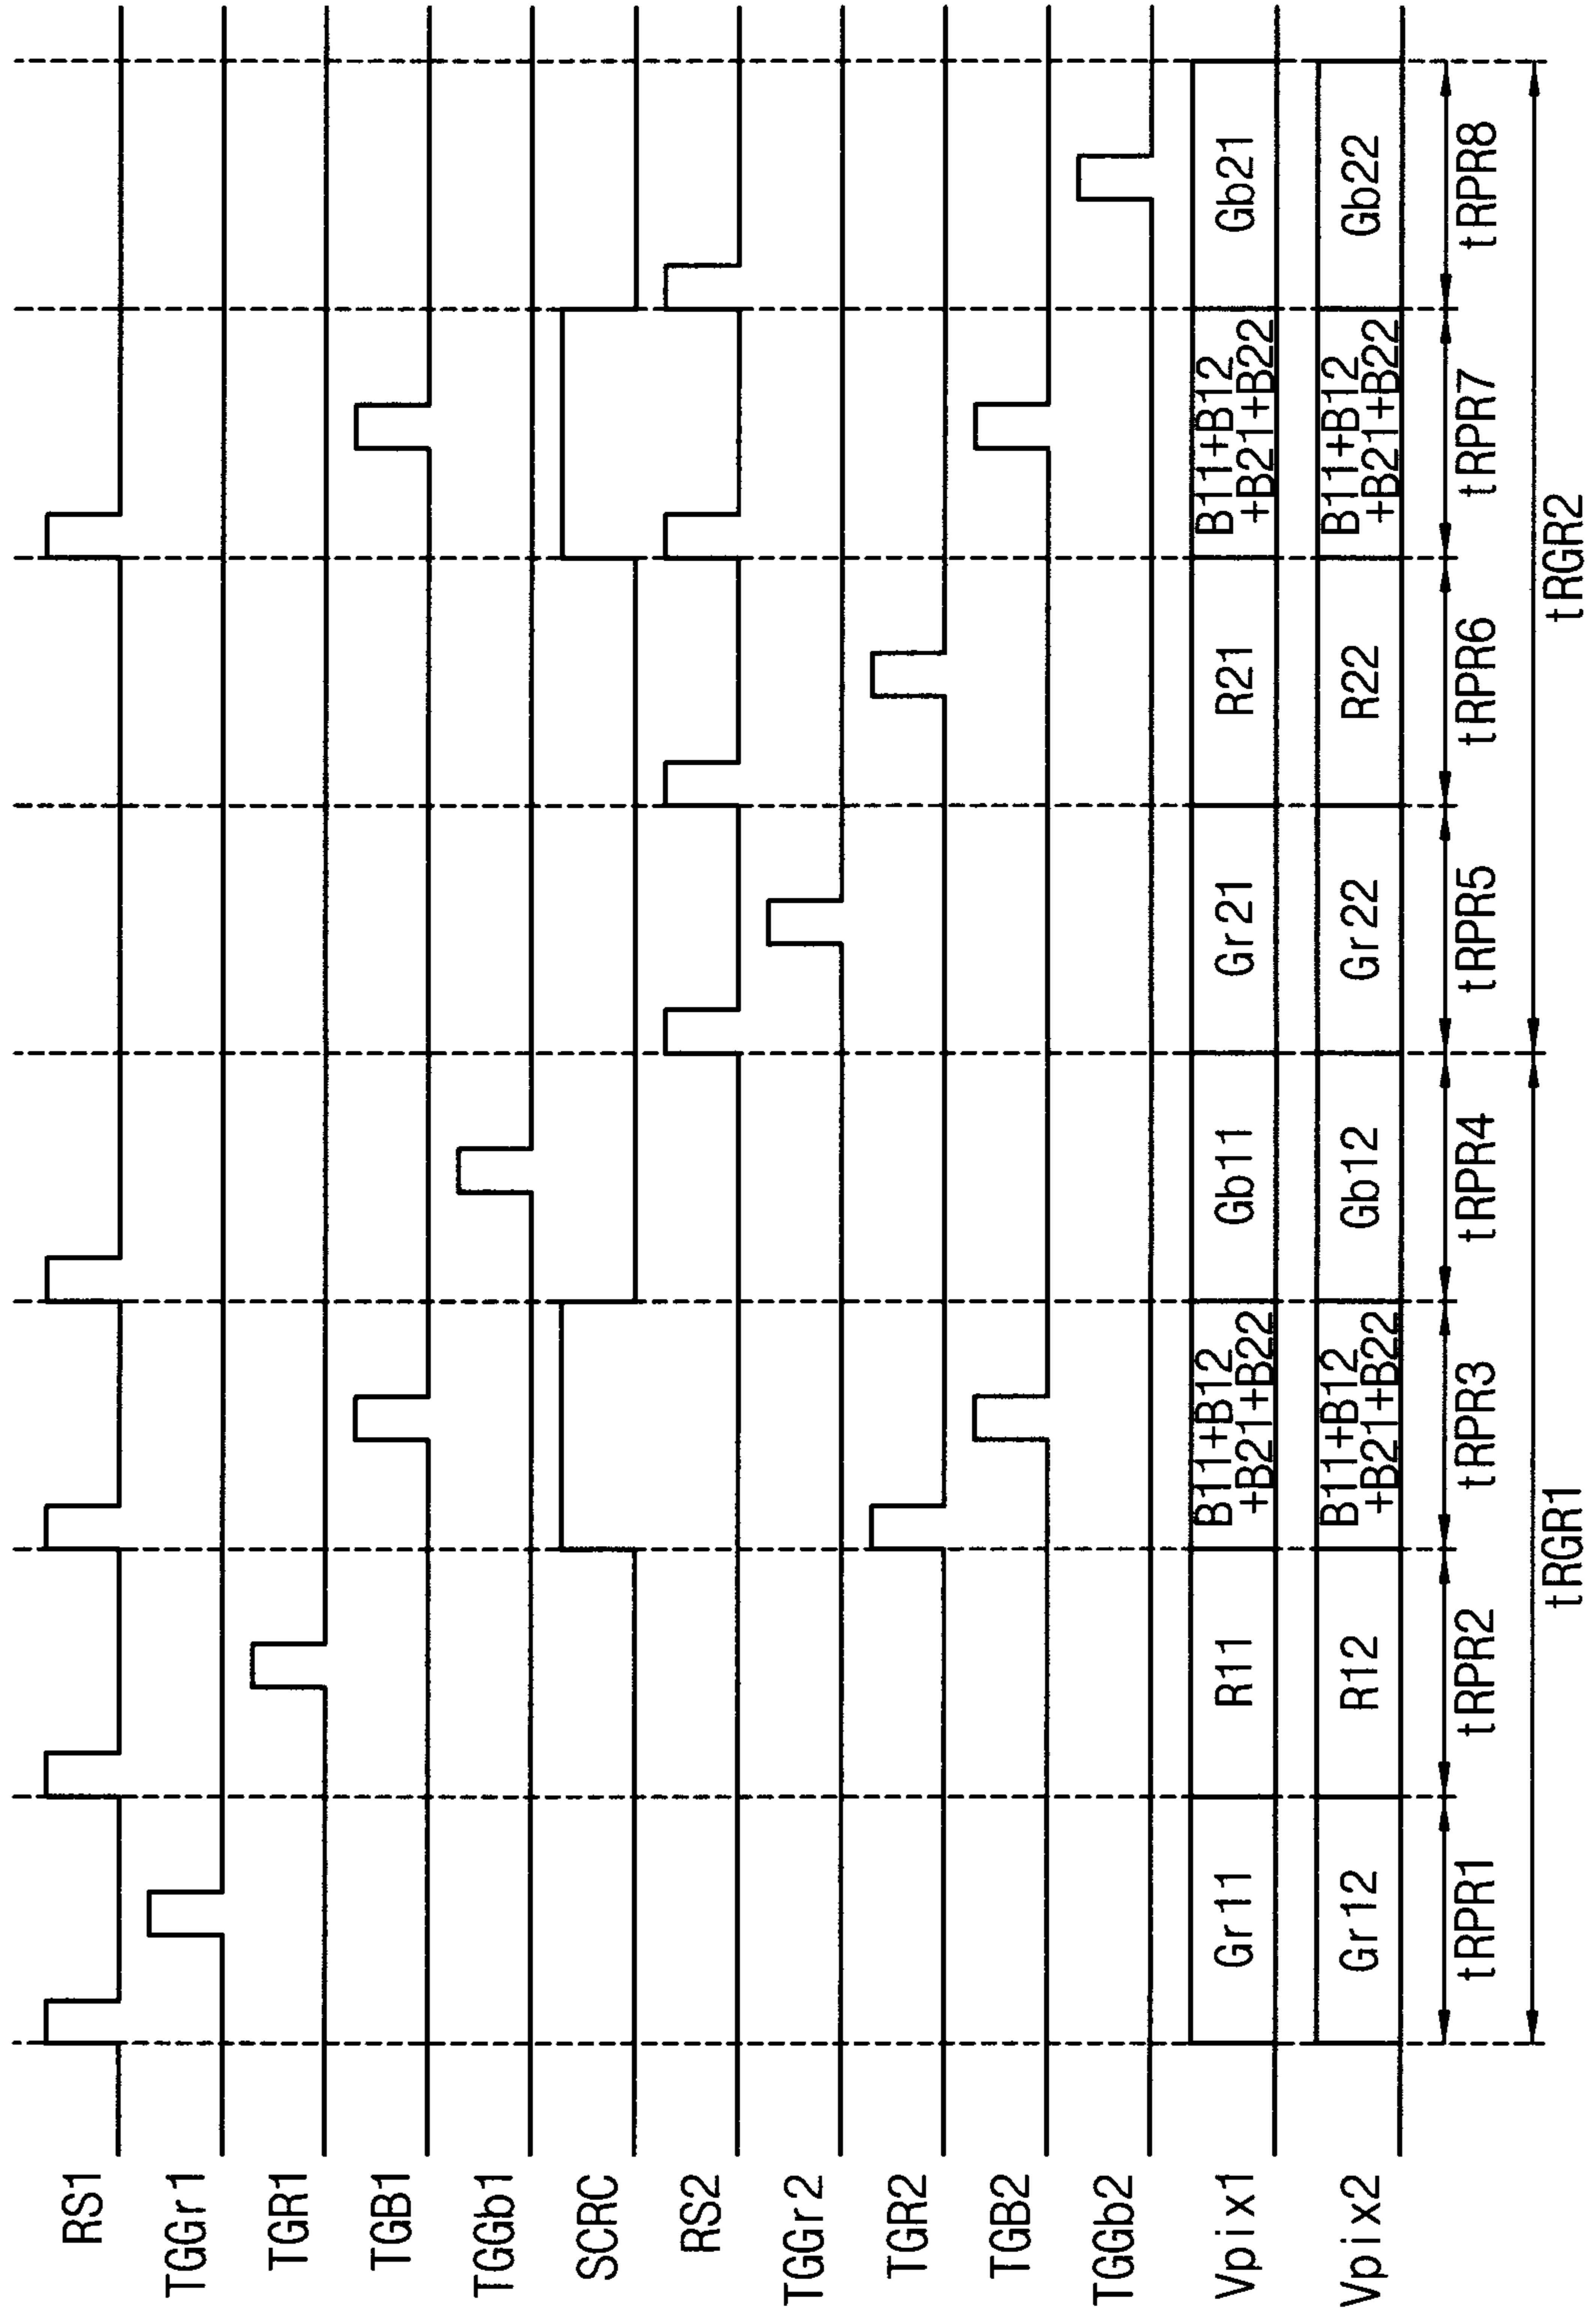 RS1
TGGr1
TGR1
TGB1
TGGb1
SCRC
RS2
TGGr2
TGR2
TGB2
TGGb2
Vpix1 Gr11 R11 B11+B12 +B21+B22 Gb11 Gr21 R21 B11+B12 +B21+B22 Gb21
Vpix2 Gr12 R12 B11+B12 +B21+B22 Gb12 Gr22 R22 B11+B12 +B21+B22 Gb22
tRPR1 tRPR2 tRPR3 tRPR4 tRPR5 tRPR6 tRPR7 tRPR8
tRGR1 tRGR2